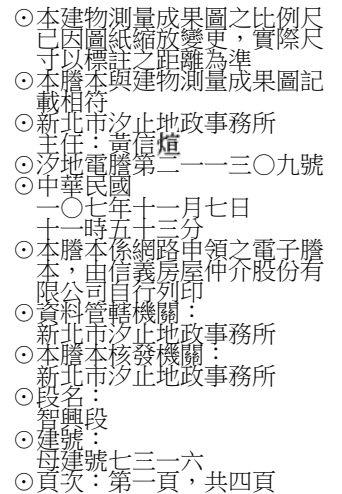 ⊙本建物測量成果圖之比例尺
已因圖紙縮放變更，實際尺
寸以標註之距離為準
⊙本謄本與建物測量成果圖記
載相符
⊙新北市汐止地政事務所
主任：黃信煊
⊙汐地電謄第二一一三○九號
⊙中華民國
一○七年十一月七日
十一時五十三分
⊙本謄本係網路申領之電子謄
本，由信義房屋仲介股份有
限公司自行列印
⊙資料管轄機關：
新北市汐止地政事務所
⊙本謄本核發機關：
新北市汐止地政事務所
⊙段名：
智興段
⊙建號：
母建號七三一六
⊙頁次：第一頁，共四頁